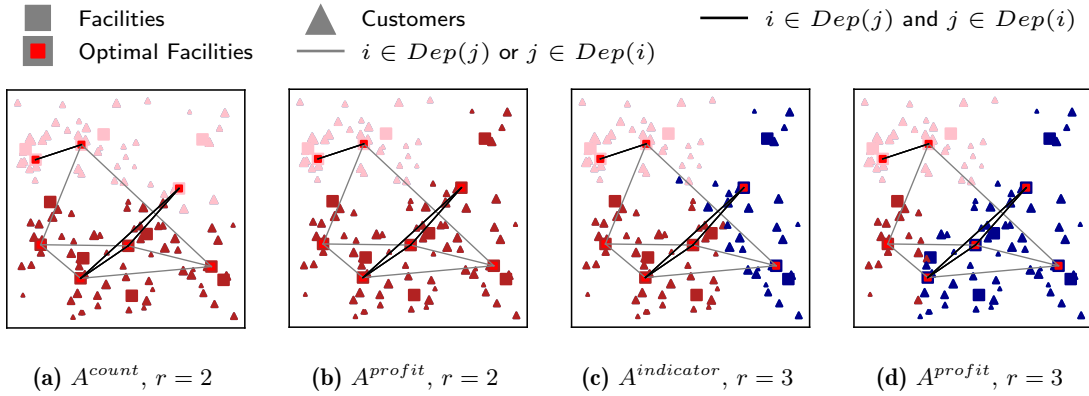 Facilities
Customers
i ∈ Dep(j) and j ∈ Dep(i)
Optimal Facilities
i ∈ Dep(j) or j ∈ Dep(i)
(a) A^{count}, r = 2
(b) A^{profit}, r = 2
(c) A^{indicator}, r = 3
(d) A^{profit}, r = 3